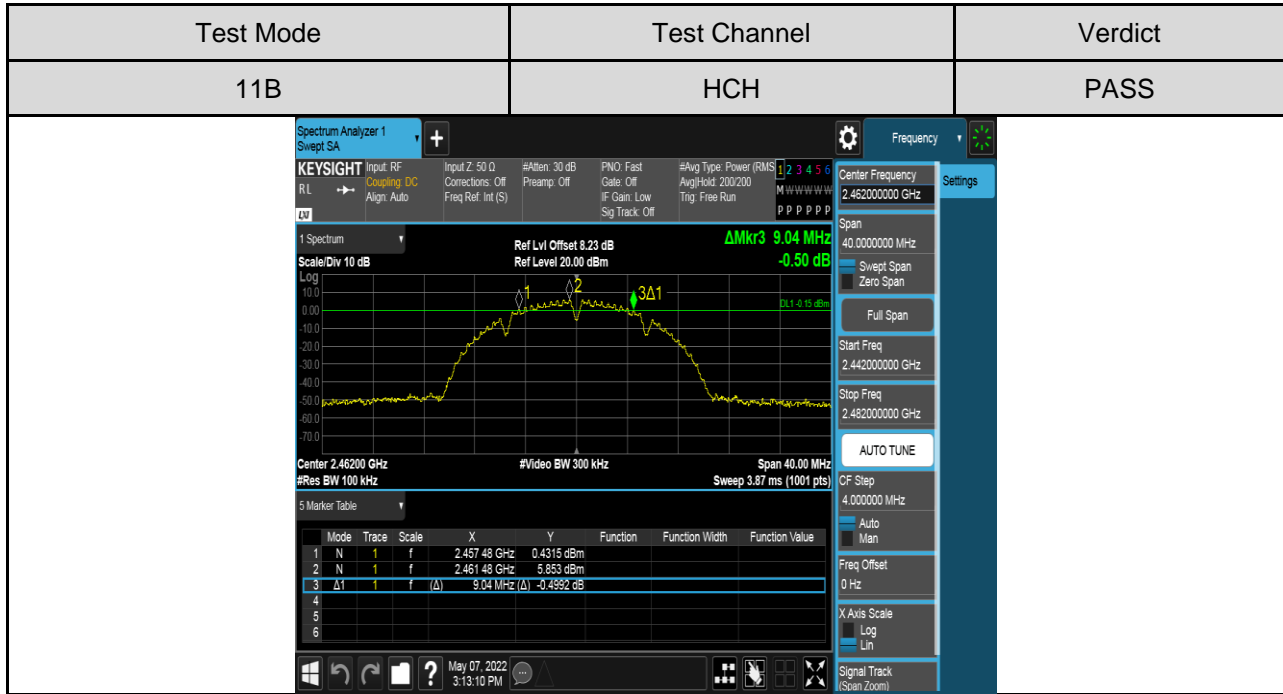 Test Mode Test Channel Verdict
11B HCH PASS
Spectrum Analyzer 1
Swept SA
+
Frequency
KEYSIGHT
RL
LXI
Input: RF
Coupling: DC
Align: Auto
Input Z: 50 Ω
Corrections: Off
Freq Ref: Int (S)
#Atten: 30 dB
Preamp: Off
PNO: Fast
Gate: Off
IF Gain: Low
Sig Track: Off
#Avg Type: Power (RMS
Avg|Hold: 200/200
Trig: Free Run
1 2 3 4 5 6
M W W W W W
P P P P P P
1 Spectrum
Scale/Div 10 dB
Ref Lvl Offset 8.23 dB
Ref Level 20.00 dBm
ΔMkr3 9.04 MHz
-0.50 dB
Log
10.0
0.00
-10.0
-20.0
-30.0
-40.0
-50.0
-60.0
-70.0
1
2
3Δ1
DL1 -0.15 dBm
Center 2.46200 GHz
#Res BW 100 kHz
#Video BW 300 kHz
Span 40.00 MHz
Sweep 3.87 ms (1001 pts)
5 Marker Table
Mode Trace Scale X Y Function Function Width Function Value
1 N 1 f 2.457 48 GHz 0.4315 dBm
2 N 1 f 2.461 48 GHz 5.853 dBm
3 Δ1 1 f (Δ) 9.04 MHz (Δ) -0.4992 dB
4
5
6
?
May 07, 2022
3:13:10 PM
Center Frequency
2.462000000 GHz
Settings
Span
40.0000000 MHz
Swept Span
Zero Span
Full Span
Start Freq
2.442000000 GHz
Stop Freq
2.482000000 GHz
AUTO TUNE
CF Step
4.000000 MHz
Auto
Man
Freq Offset
0 Hz
X Axis Scale
Log
Lin
Signal Track
(Span Zoom)